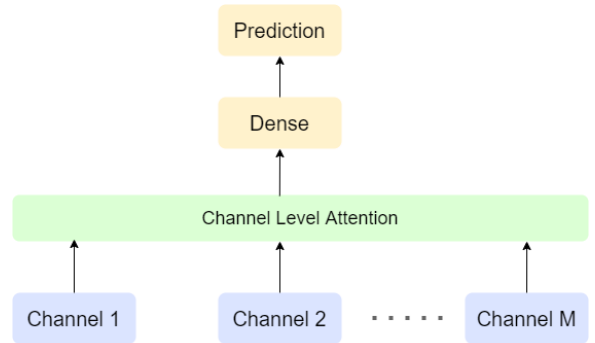 Prediction
Dense
Channel Level Attention
Channel 1
Channel 2
.....
Channel M